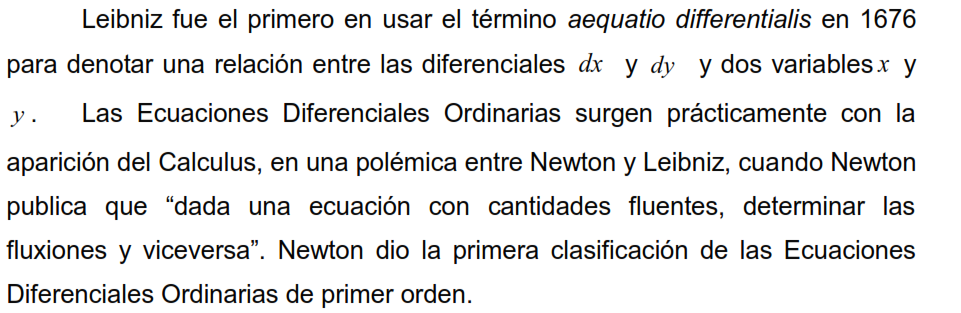 Leibniz fue el primero en usar el término aequatio differentialis en 1676
para denotar una relación entre las diferenciales dx y dy y dos variables x y
y. Las Ecuaciones Diferenciales Ordinarias surgen prácticamente con la
aparición del Calculus, en una polémica entre Newton y Leibniz, cuando Newton
publica que “dada una ecuación con cantidades fluentes, determinar las
fluxiones y viceversa”. Newton dio la primera clasificación de las Ecuaciones
Diferenciales Ordinarias de primer orden.